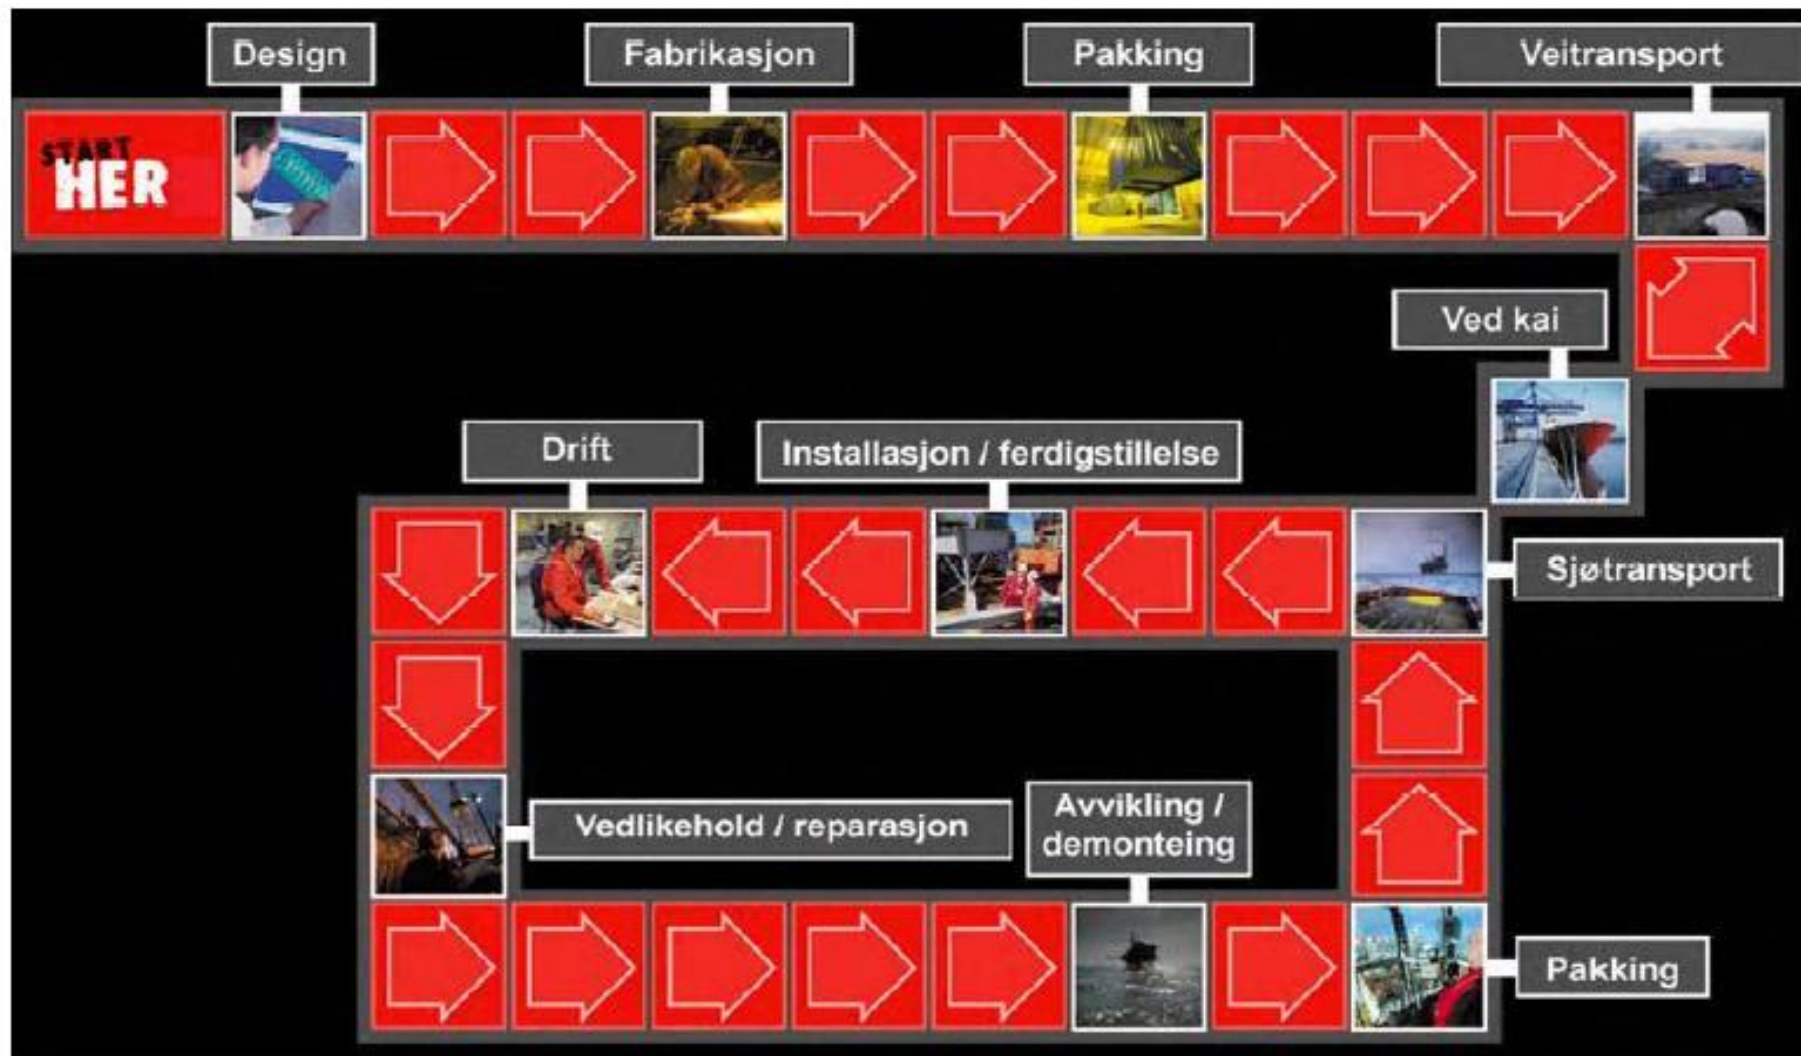 Design
Fabrikasjon
Pakking
Veitransport
START
HER
Ved kai
Drift
Installasjon / ferdigstillelse
Sjøtransport
Vedlikehold / reparasjon
Avvikling /
demonteing
Pakking